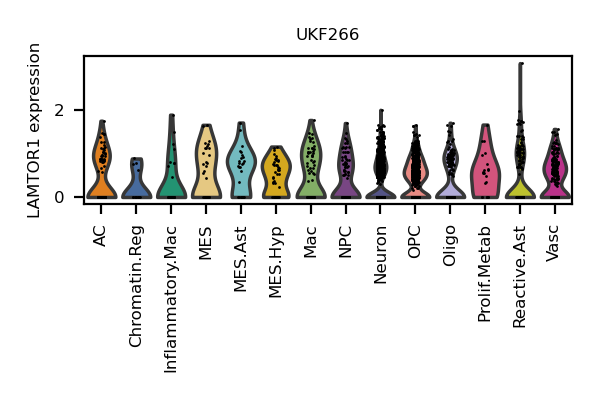 UKF266
LAMTOR1 expression
2
0
AC
Chromatin.Reg
Inflammatory.Mac
MES
MES.Ast
MES.Hyp
Mac
NPC
Neuron
OPC
Oligo
Prolif.Metab
Reactive.Ast
Vasc